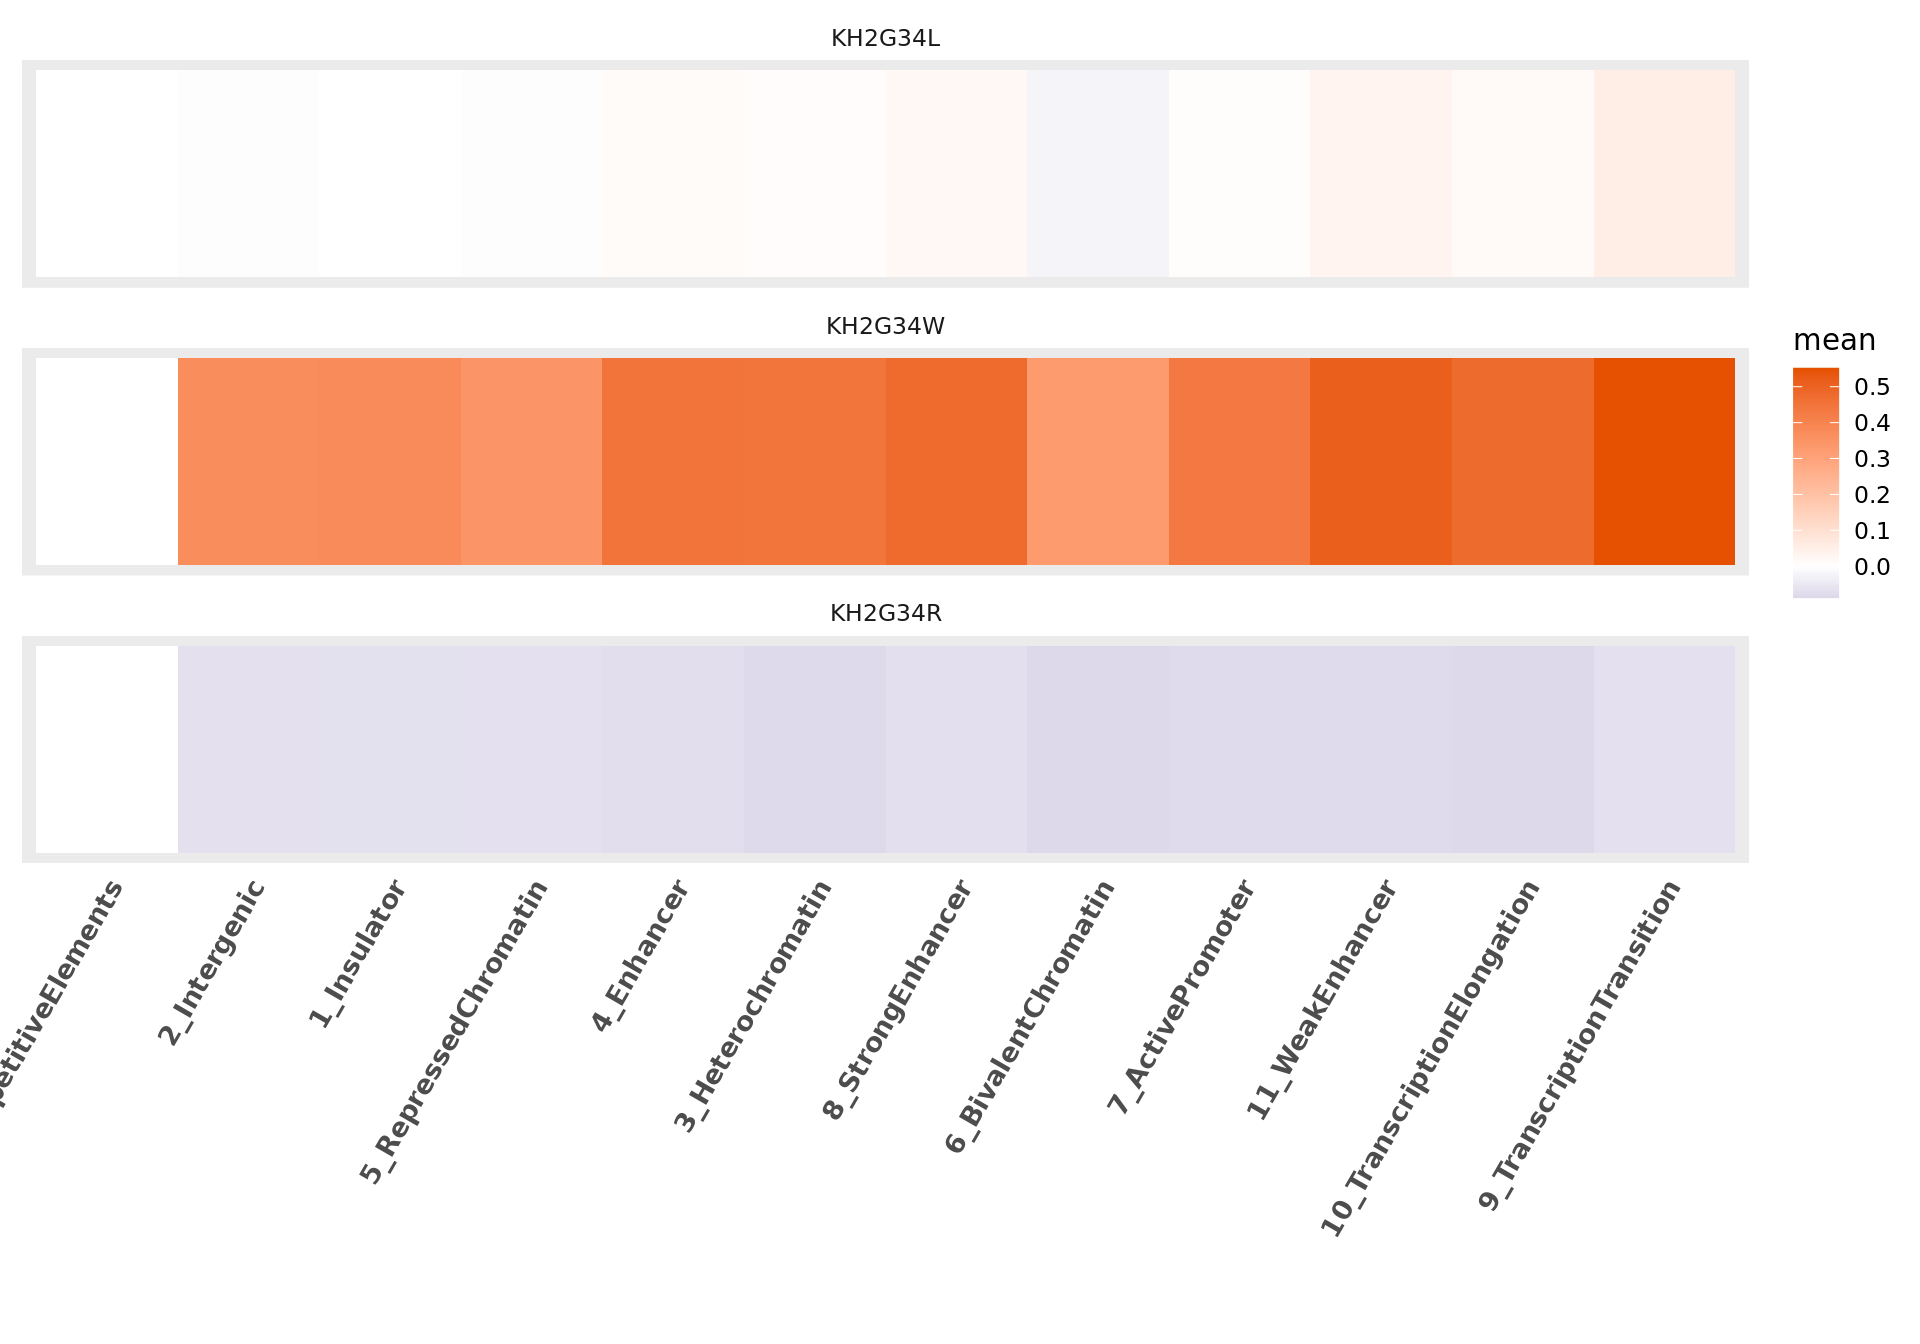 KH2G34L
KH2G34W
mean
0.5
0.4
0.3
0.2
0.1
0.0
KH2G34R
petitiveElements
2_Intergenic
1_Insulator
5_RepressedChromatin
4_Enhancer
3_Heterochromatin
8_StrongEnhancer
6_BivalentChromatin
7_ActivePromoter
11_WeakEnhancer
10_TranscriptionElongation
9_TranscriptionTransition